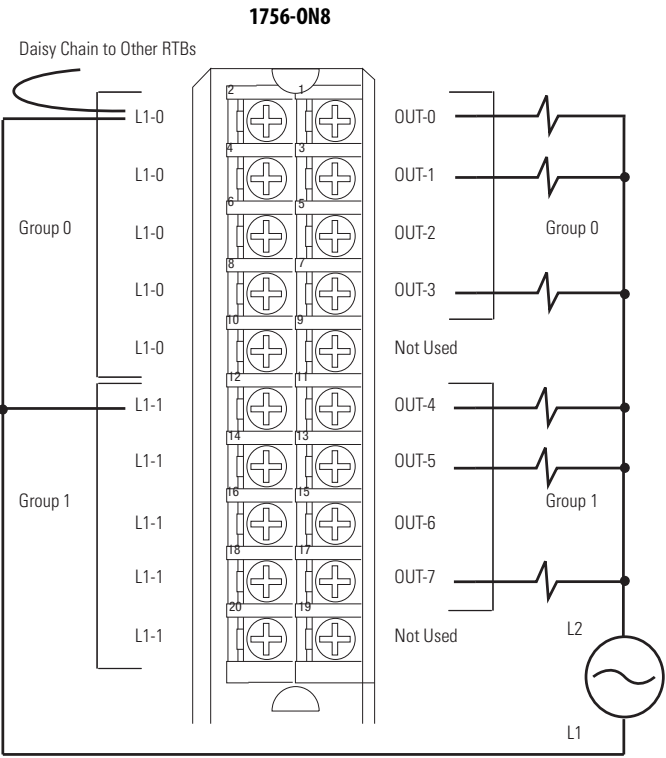 1756-ON8
Daisy Chain to Other RTBs
2 1
L1-0 OUT-0
4 3
L1-0 OUT-1
6 5
Group 0 L1-0 OUT-2 Group 0
8 7
L1-0 OUT-3
10 9
L1-0 Not Used
12 11
L1-1 OUT-4
14 13
L1-1 OUT-5
16 15
Group 1 Group 1
L1-1 OUT-6
18 17
L1-1 OUT-7
20 19
L1-1 Not Used L2
L1